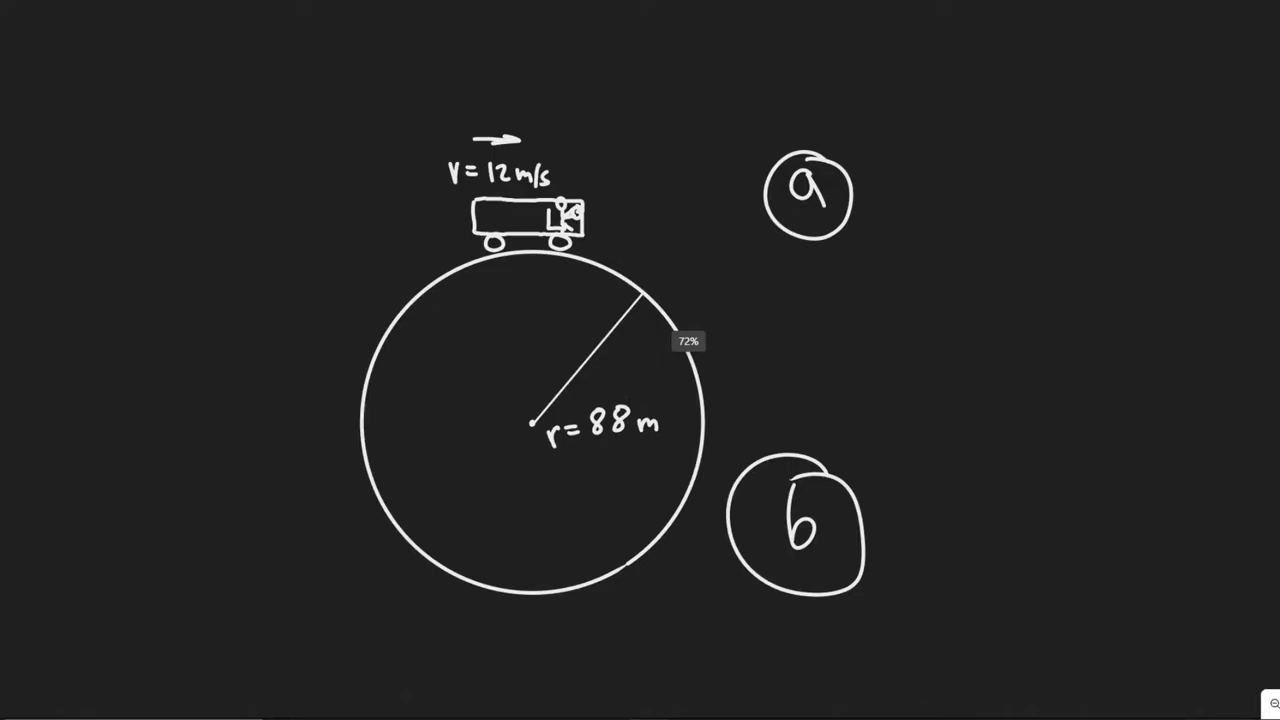 v = 12 m/s
a
72%
r = 88 m
b